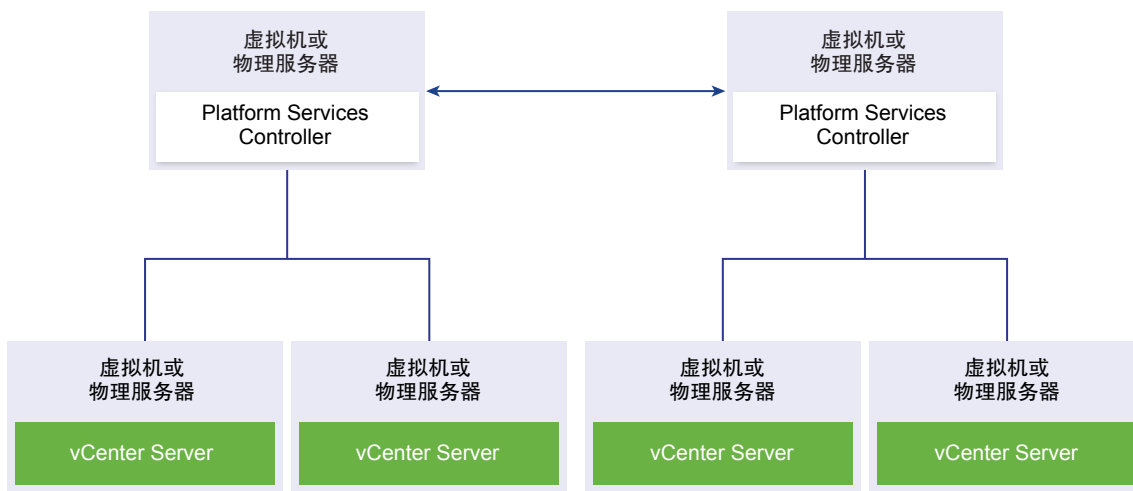 虚拟机或
物理服务器
Platform Services
Controller
虚拟机或
物理服务器
Platform Services
Controller
虚拟机或
物理服务器
vCenter Server
虚拟机或
物理服务器
vCenter Server
虚拟机或
物理服务器
vCenter Server
虚拟机或
物理服务器
vCenter Server